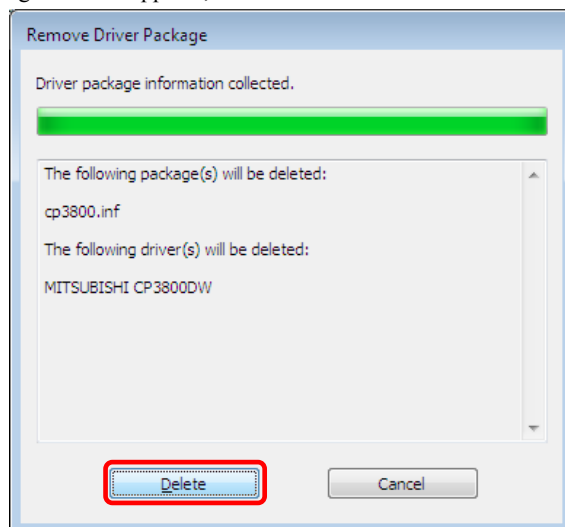 Remove Driver Package
Driver package information collected.
The following package(s) will be deleted:
cp3800.inf
The following driver(s) will be deleted:
MITSUBISHI CP3800DW
Delete
Cancel